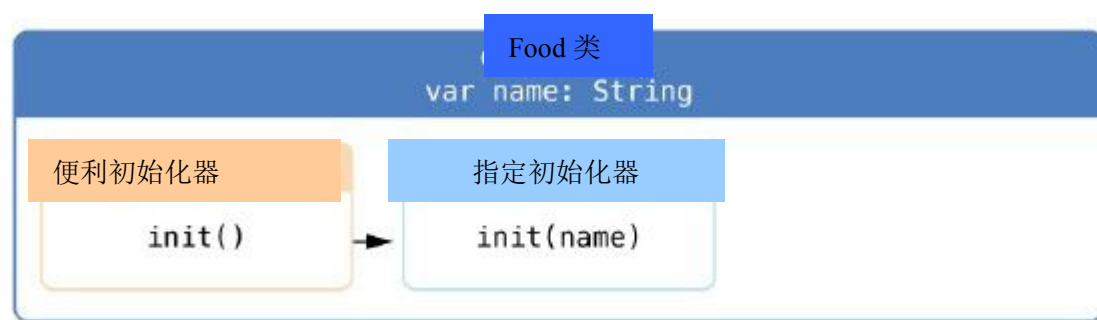 Food 类
var name: String
便利初始化器
指定初始化器
init()
init(name)